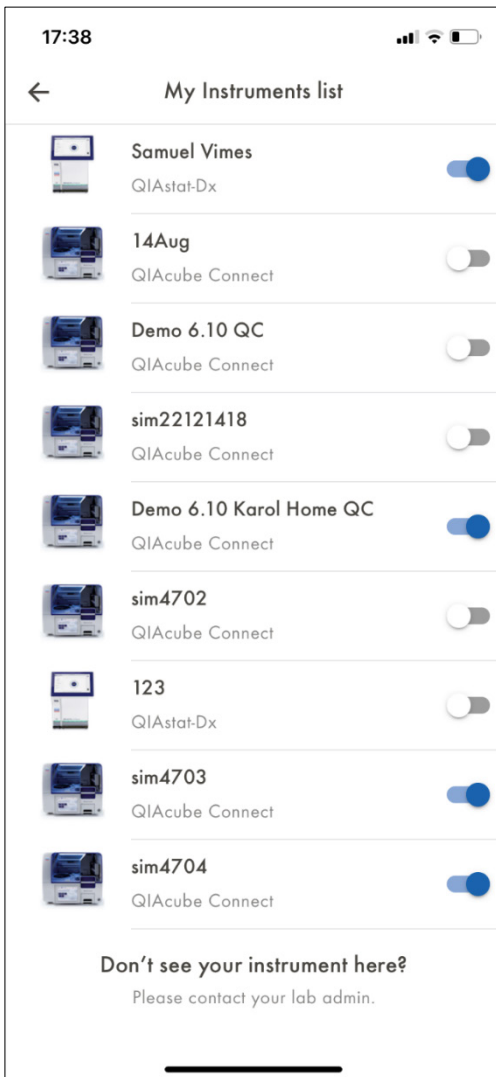 17:38
My Instruments list
Samuel Vimes
QIAstat-Dx
14Aug
QIAcube Connect
Demo 6.10 QC
QIAcube Connect
sim22121418
QIAcube Connect
Demo 6.10 Karol Home QC
QIAcube Connect
sim4702
QIAcube Connect
123
QIAstat-Dx
sim4703
QIAcube Connect
sim4704
QIAcube Connect
Don't see your instrument here?
Please contact your lab admin.